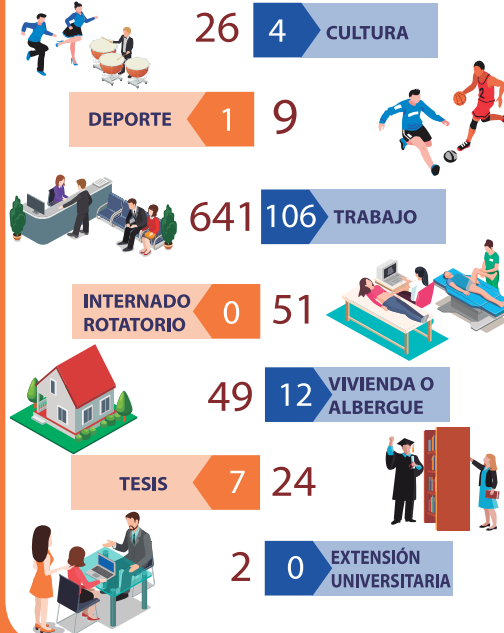 26 4 CULTURA
DEPORTE 1 9
641 106 TRABAJO
INTERNADO
ROTATORIO 0 51
49 12 VIVIENDA O
ALBERGUE
TESIS 7 24
2 0 EXTENSIÓN
UNIVERSITARIA